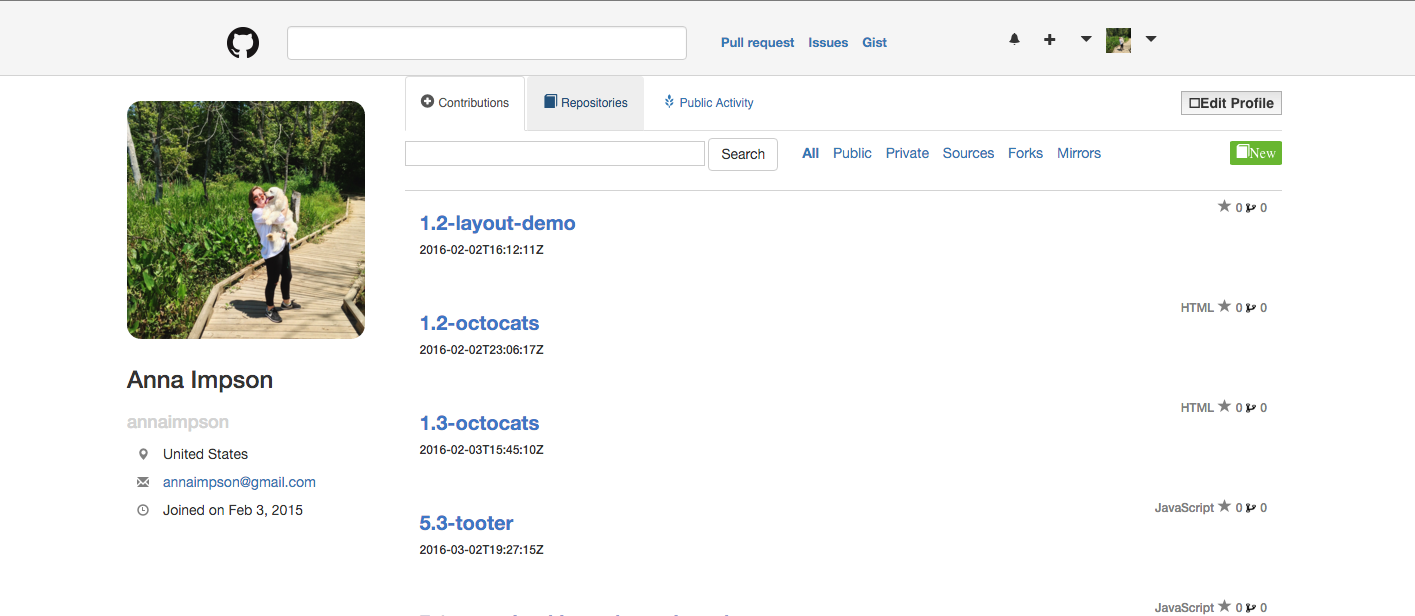 Pull request Issues Gist
Contributions Repositories Public Activity
Edit Profile
Search All Public Private Sources Forks Mirrors
New
1.2-layout-demo
0 0
2016-02-02T16:12:11Z
1.2-octocats
HTML 0 0
2016-02-02T23:06:17Z
1.3-octocats
HTML 0 0
2016-02-03T15:45:10Z
5.3-tooter
JavaScript 0 0
2016-03-02T19:27:15Z
JavaScript 0 0
Anna Impson
annaimpson
United States
annaimpson@gmail.com
Joined on Feb 3, 2015